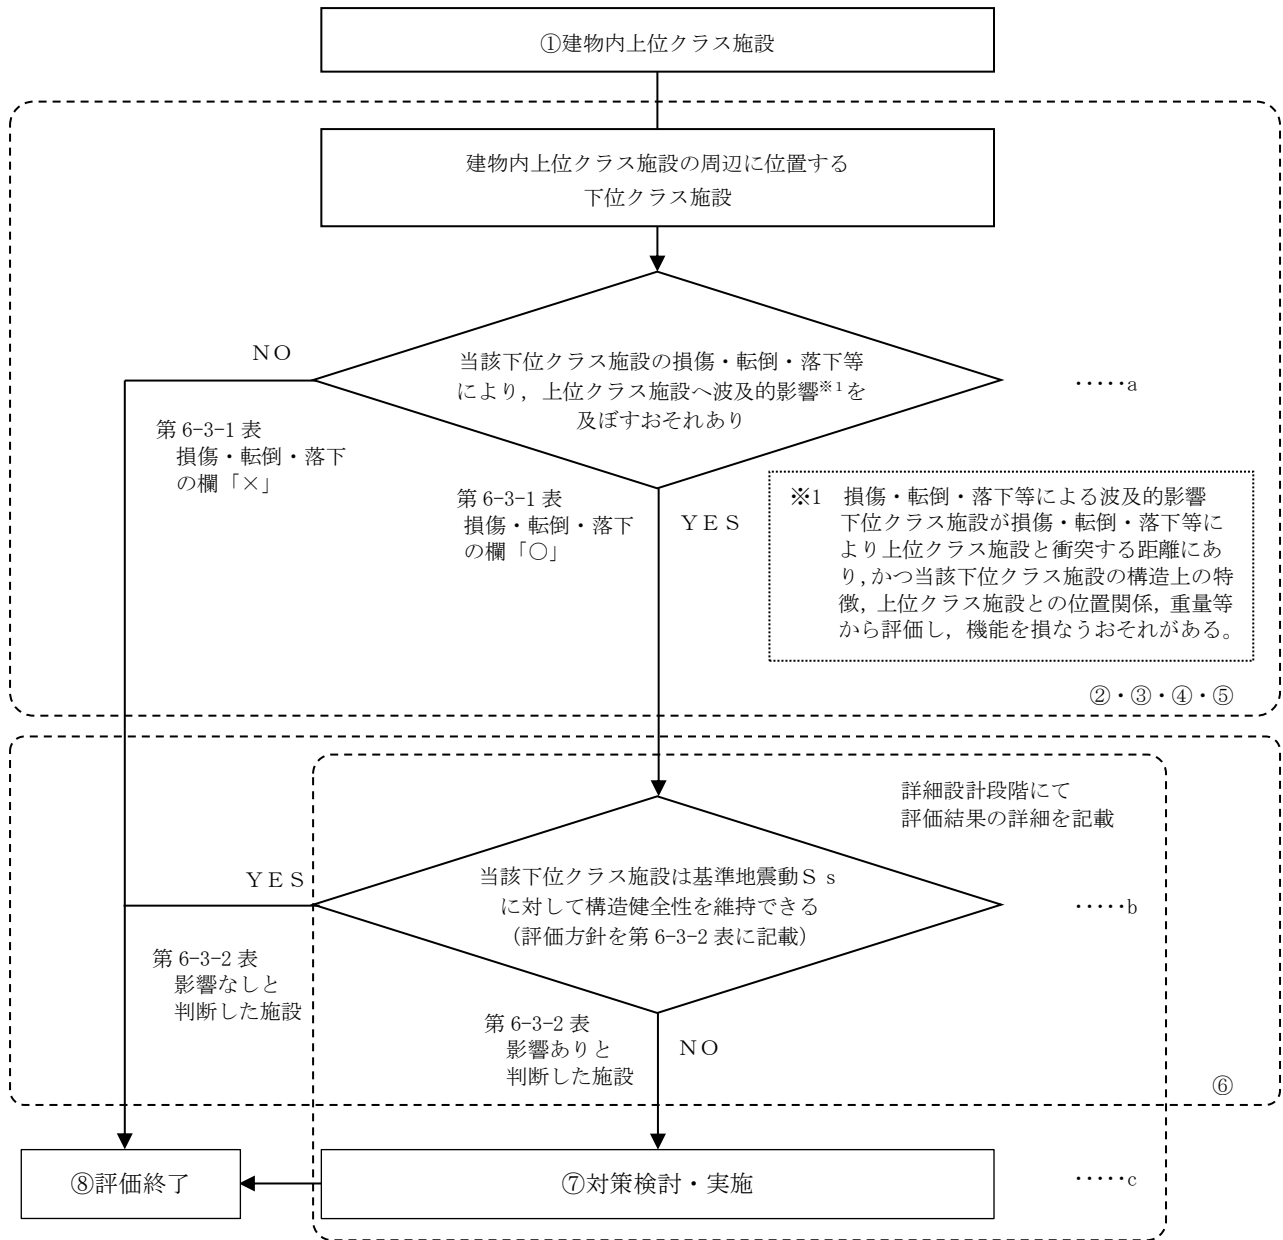 ①建物内上位クラス施設
建物内上位クラス施設の周辺に位置する
下位クラス施設
NO
当該下位クラス施設の損傷・転倒・落下等
により，上位クラス施設へ波及的影響※1を
及ぼすおそれあり
･････a
第 6-3-1 表
損傷・転倒・落下
の欄「×」
第 6-3-1 表
損傷・転倒・落下
の欄「○」
ＹＥＳ
※1　損傷・転倒・落下等による波及的影響
下位クラス施設が損傷・転倒・落下等に
より上位クラス施設と衝突する距離にあ
り,かつ当該下位クラス施設の構造上の特
徴，上位クラス施設との位置関係，重量等
から評価し，機能を損なうおそれがある。
②・③・④・⑤
詳細設計段階にて
評価結果の詳細を記載
ＹＥＳ
当該下位クラス施設は基準地震動Ｓｓ
に対して構造健全性を維持できる
（評価方針を第 6-3-2 表に記載）
･････b
第 6-3-2 表
影響なしと
判断した施設
第 6-3-2 表
影響ありと
判断した施設
ＮＯ
⑥
⑧評価終了
⑦対策検討・実施
･････c